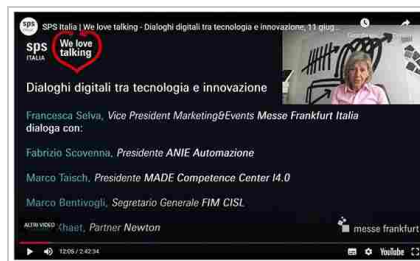 SPS Italia | We love talking - Dialoghi digitali tra tecnologia e innovazione, 11 giug...
sps
ITALIA
We love
talking
Dialoghi digitali tra tecnologia e innovazione
Francesca Selva, Vice President Marketing&Events Messe Frankfurt Italia
dialoga con:
Fabrizio Scovenna, Presidente ANIE Automazione
Marco Taisch, Presidente MADE Competence Center I4.0
Marco Bentivogli, Segretario Generale FIM CISL
ALTRI VIDEO
Khaet, Partner Newton
messe frankfurt
12:05 / 2:42:34
YouTube